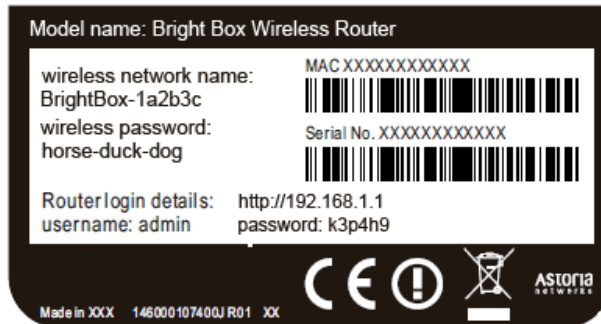 Model name: Bright Box Wireless Router
wireless network name:
BrightBox-1a2b3c
wireless password:
horse-duck-dog
MAC XXXXXXXXXXXX
Serial No. XXXXXXXXXXXX
Router login details: http://192.168.1.1
username: admin password: k3p4h9
CE
Astoria
networks
Made in XXX 146000107400J R01 XX